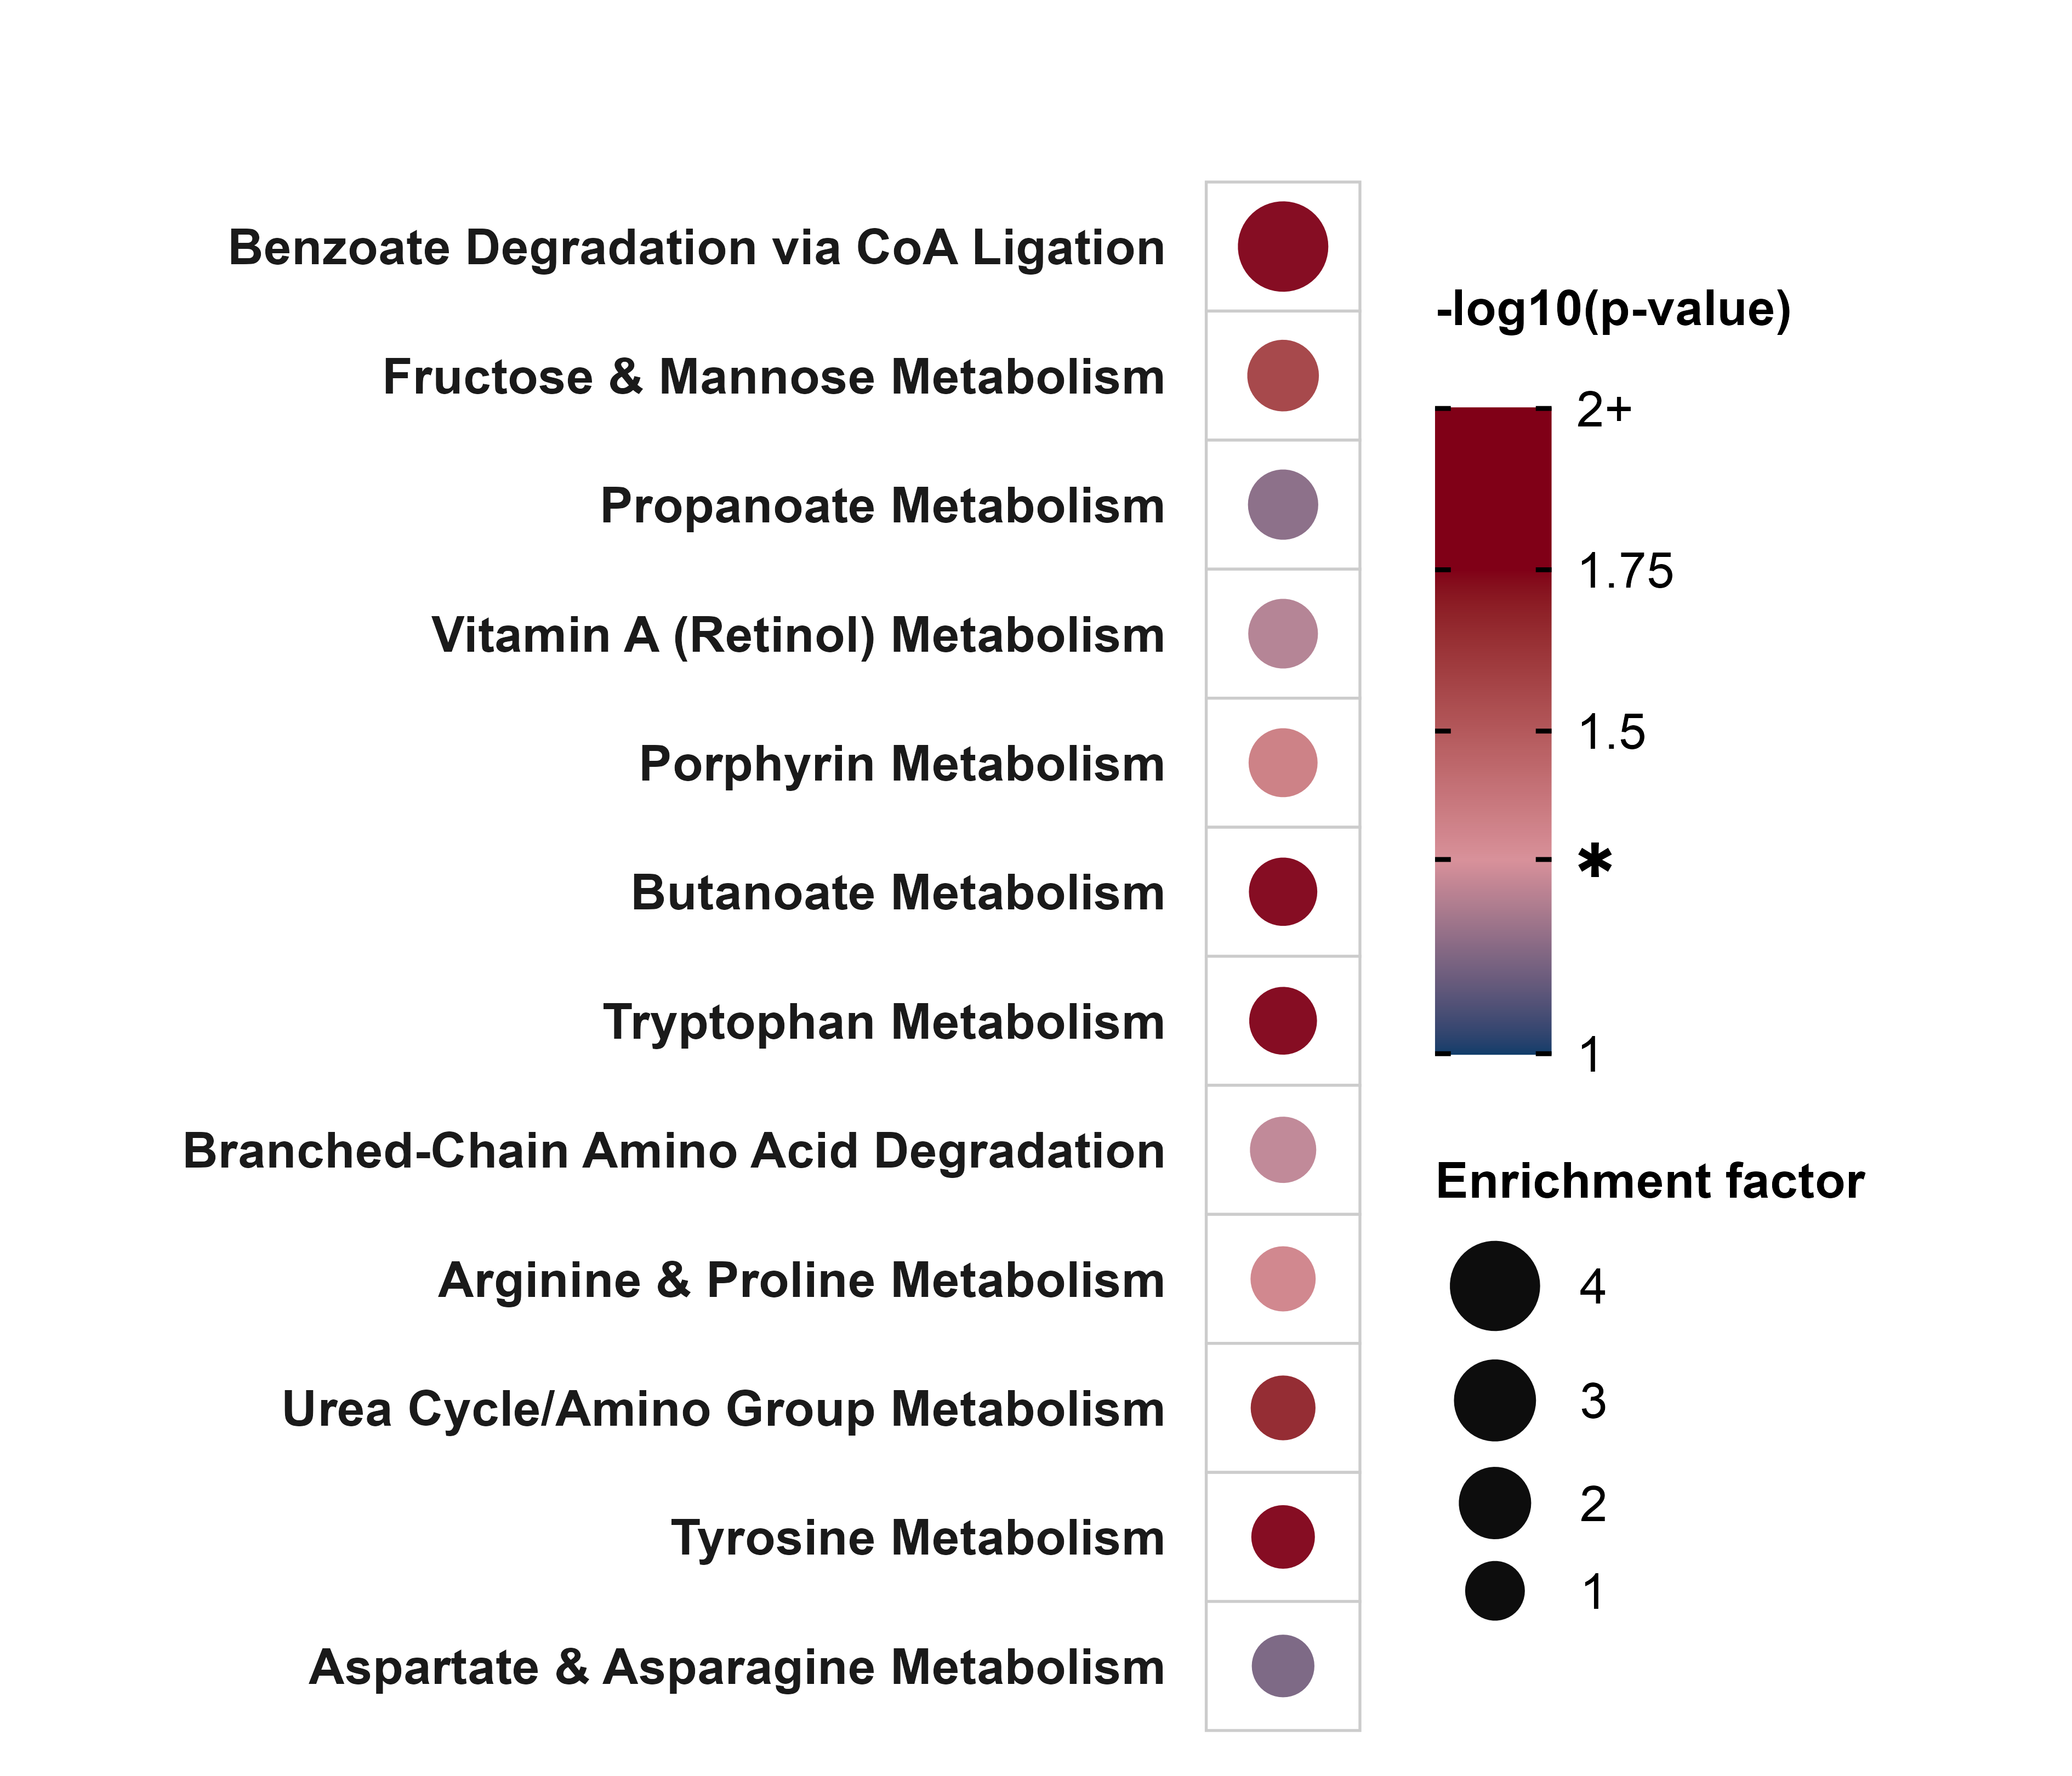 Benzoate Degradation via CoA Ligation
Fructose & Mannose Metabolism
Propanoate Metabolism
Vitamin A (Retinol) Metabolism
Porphyrin Metabolism
Butanoate Metabolism
Tryptophan Metabolism
Branched-Chain Amino Acid Degradation
Arginine & Proline Metabolism
Urea Cycle/Amino Group Metabolism
Tyrosine Metabolism
Aspartate & Asparagine Metabolism
-log10(p-value)
2+
1.75
1.5
*
1
Enrichment factor
4
3
2
1